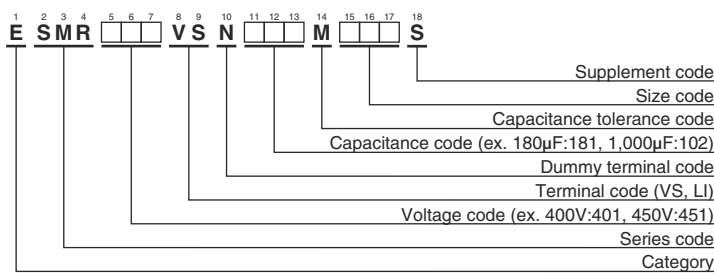 1 2 3 4 5 6 7 8 9 10 11 12 13 14 15 16 17 18
E SMR □□□ VS N □□□ M □□□ S
Supplement code
Size code
Capacitance tolerance code
Capacitance code (ex. 180µF:181, 1,000µF:102)
Dummy terminal code
Terminal code (VS, LI)
Voltage code (ex. 400V:401, 450V:451)
Series code
Category